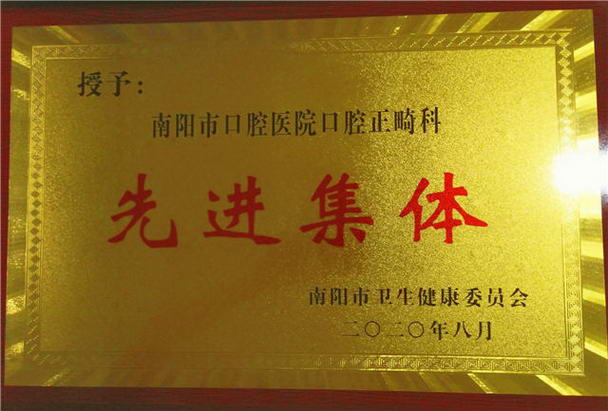 授予：
南阳市口腔医院口腔正畸科
先进集体
南阳市卫生健康委员会
二〇二〇年八月